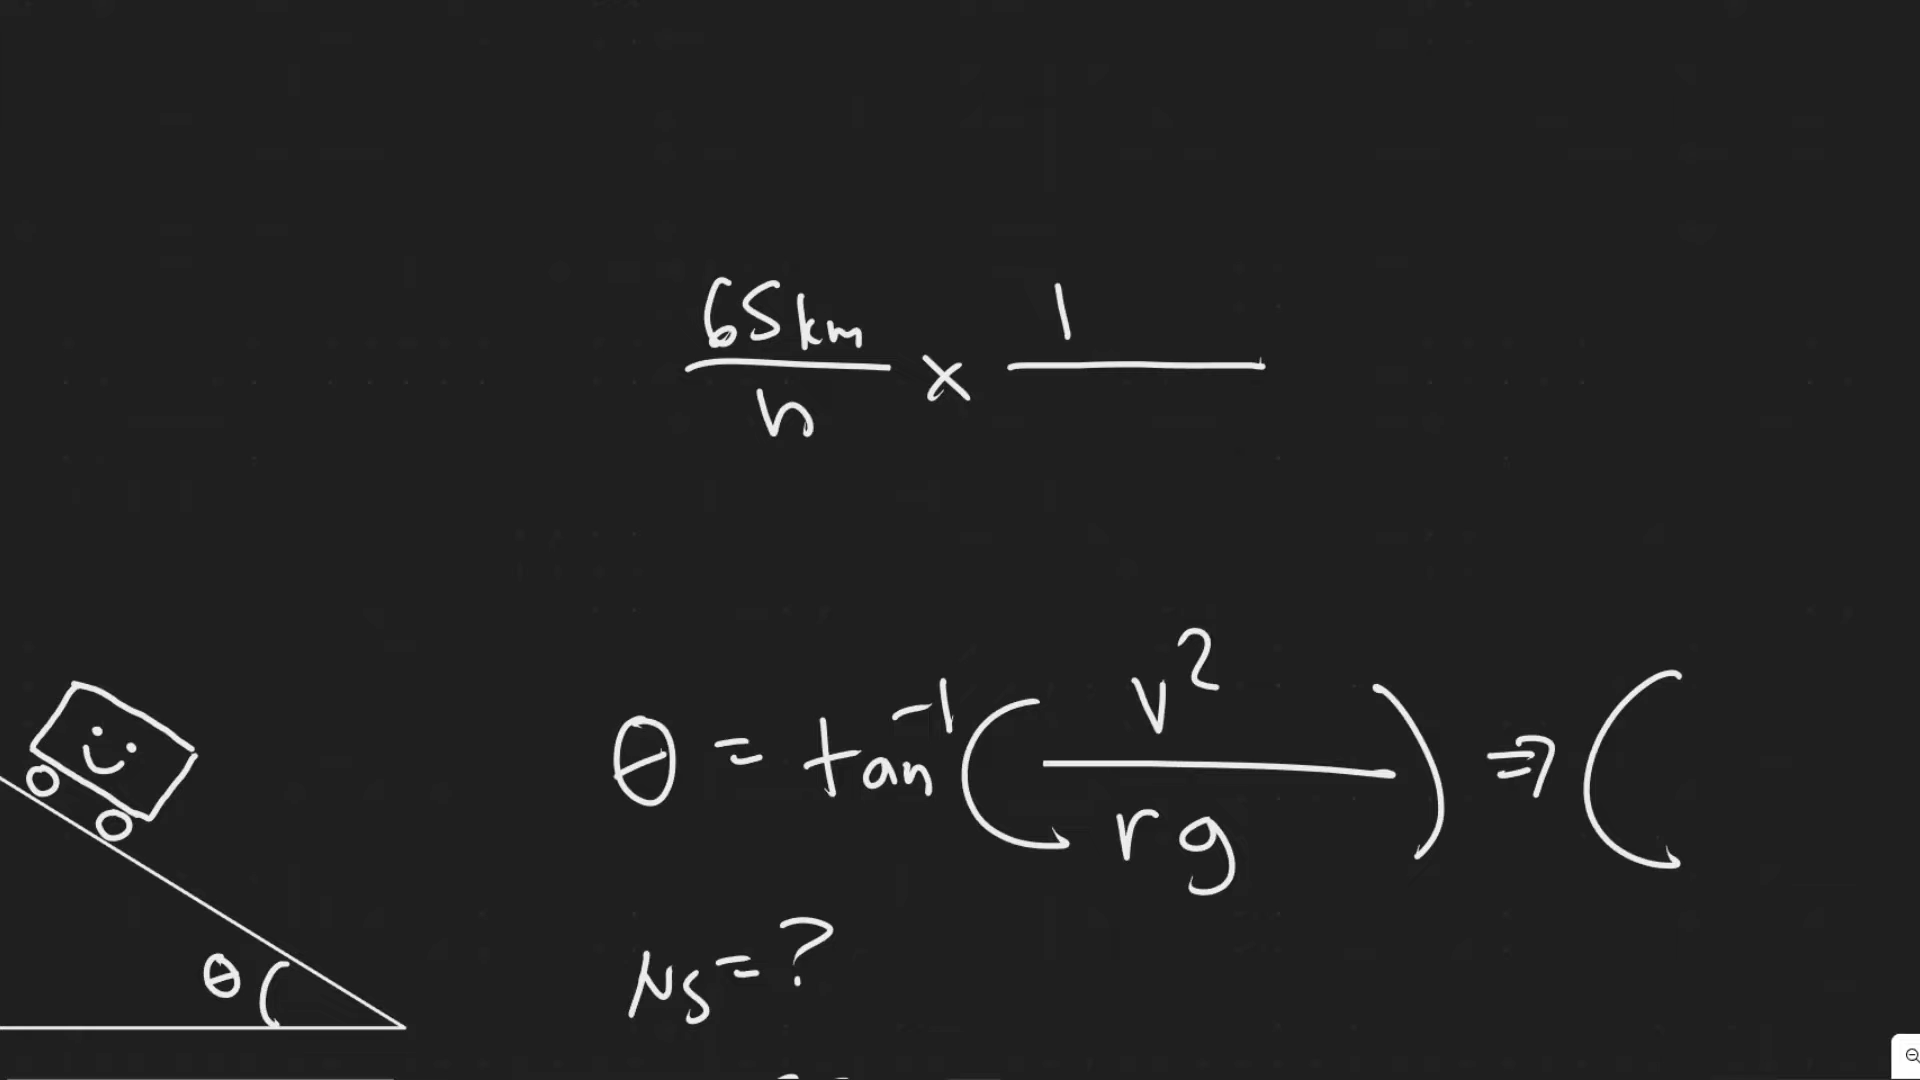 65km/h × 1/
θ = tan⁻¹(v²/rg) ⇒ (
μs = ?
θ